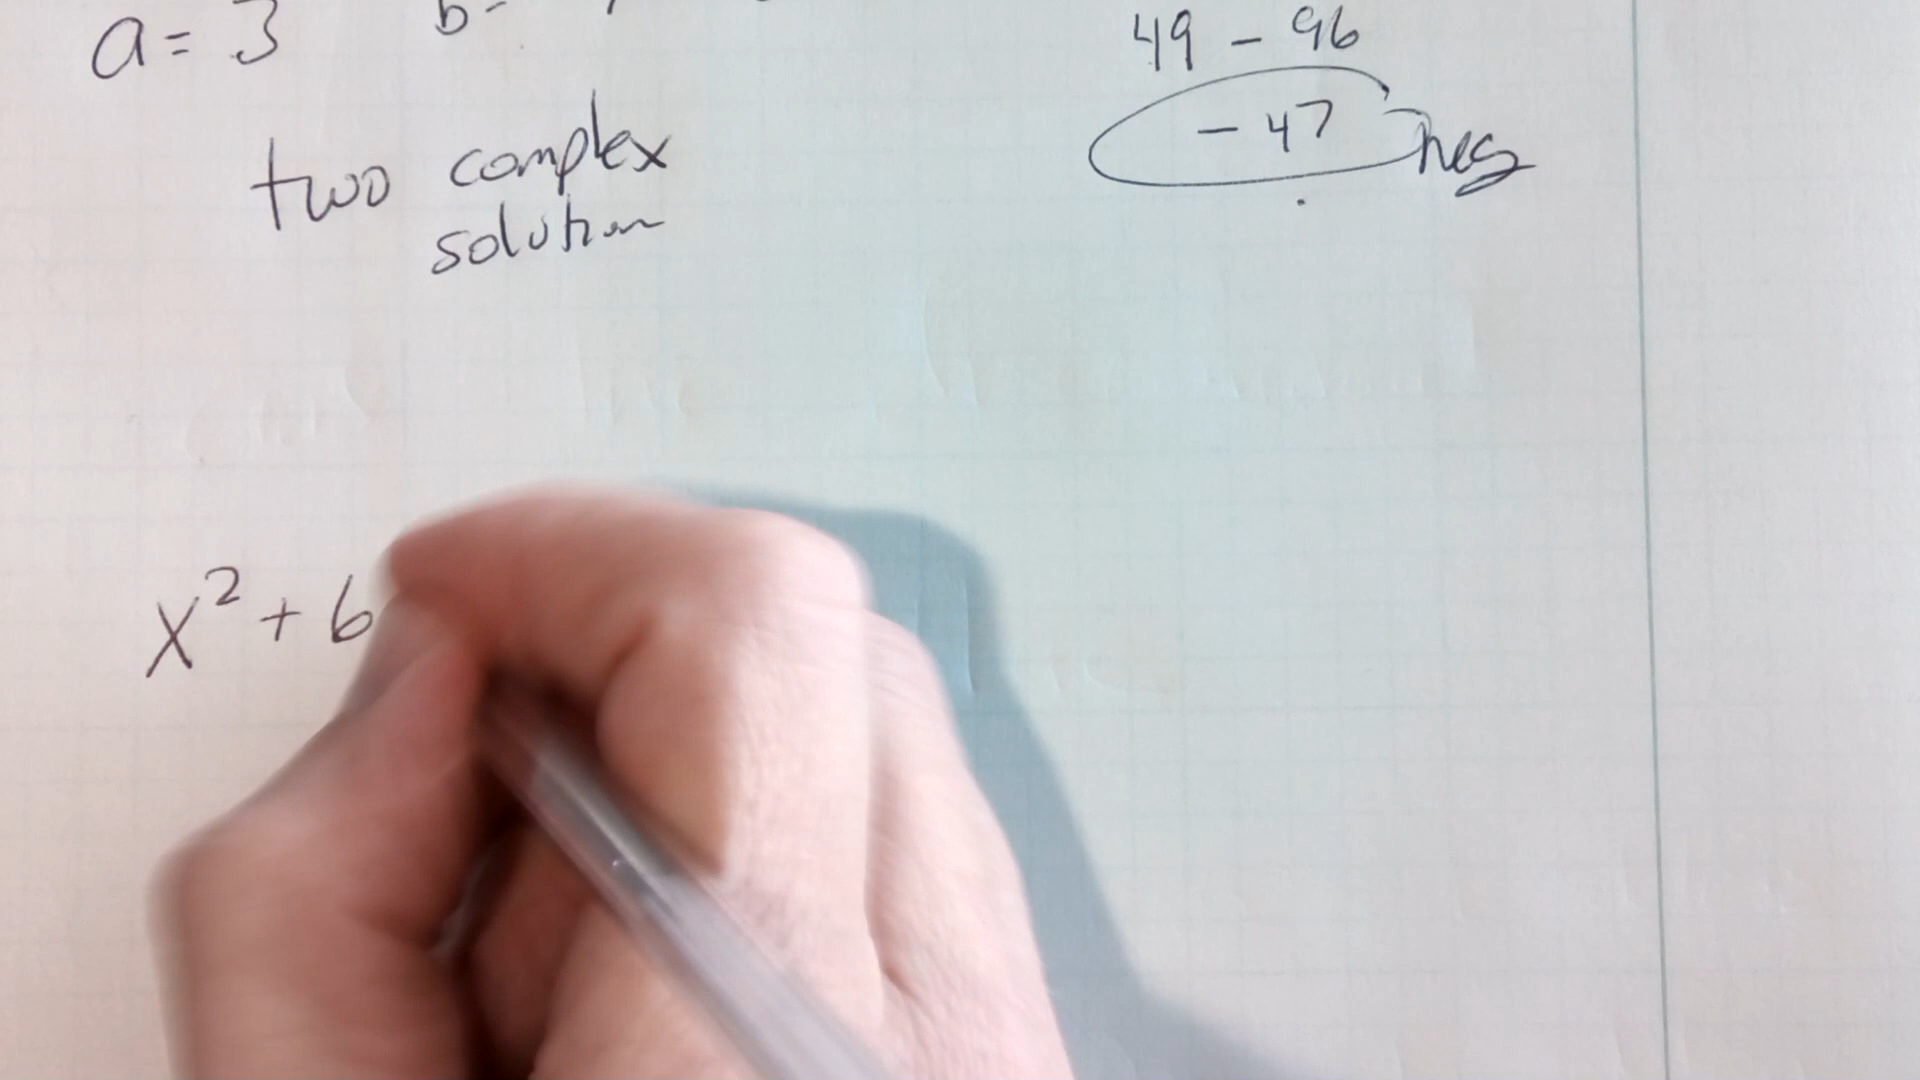 a = 3 b =
49 - 96
- 47 neg
two complex
solution
x² + 6